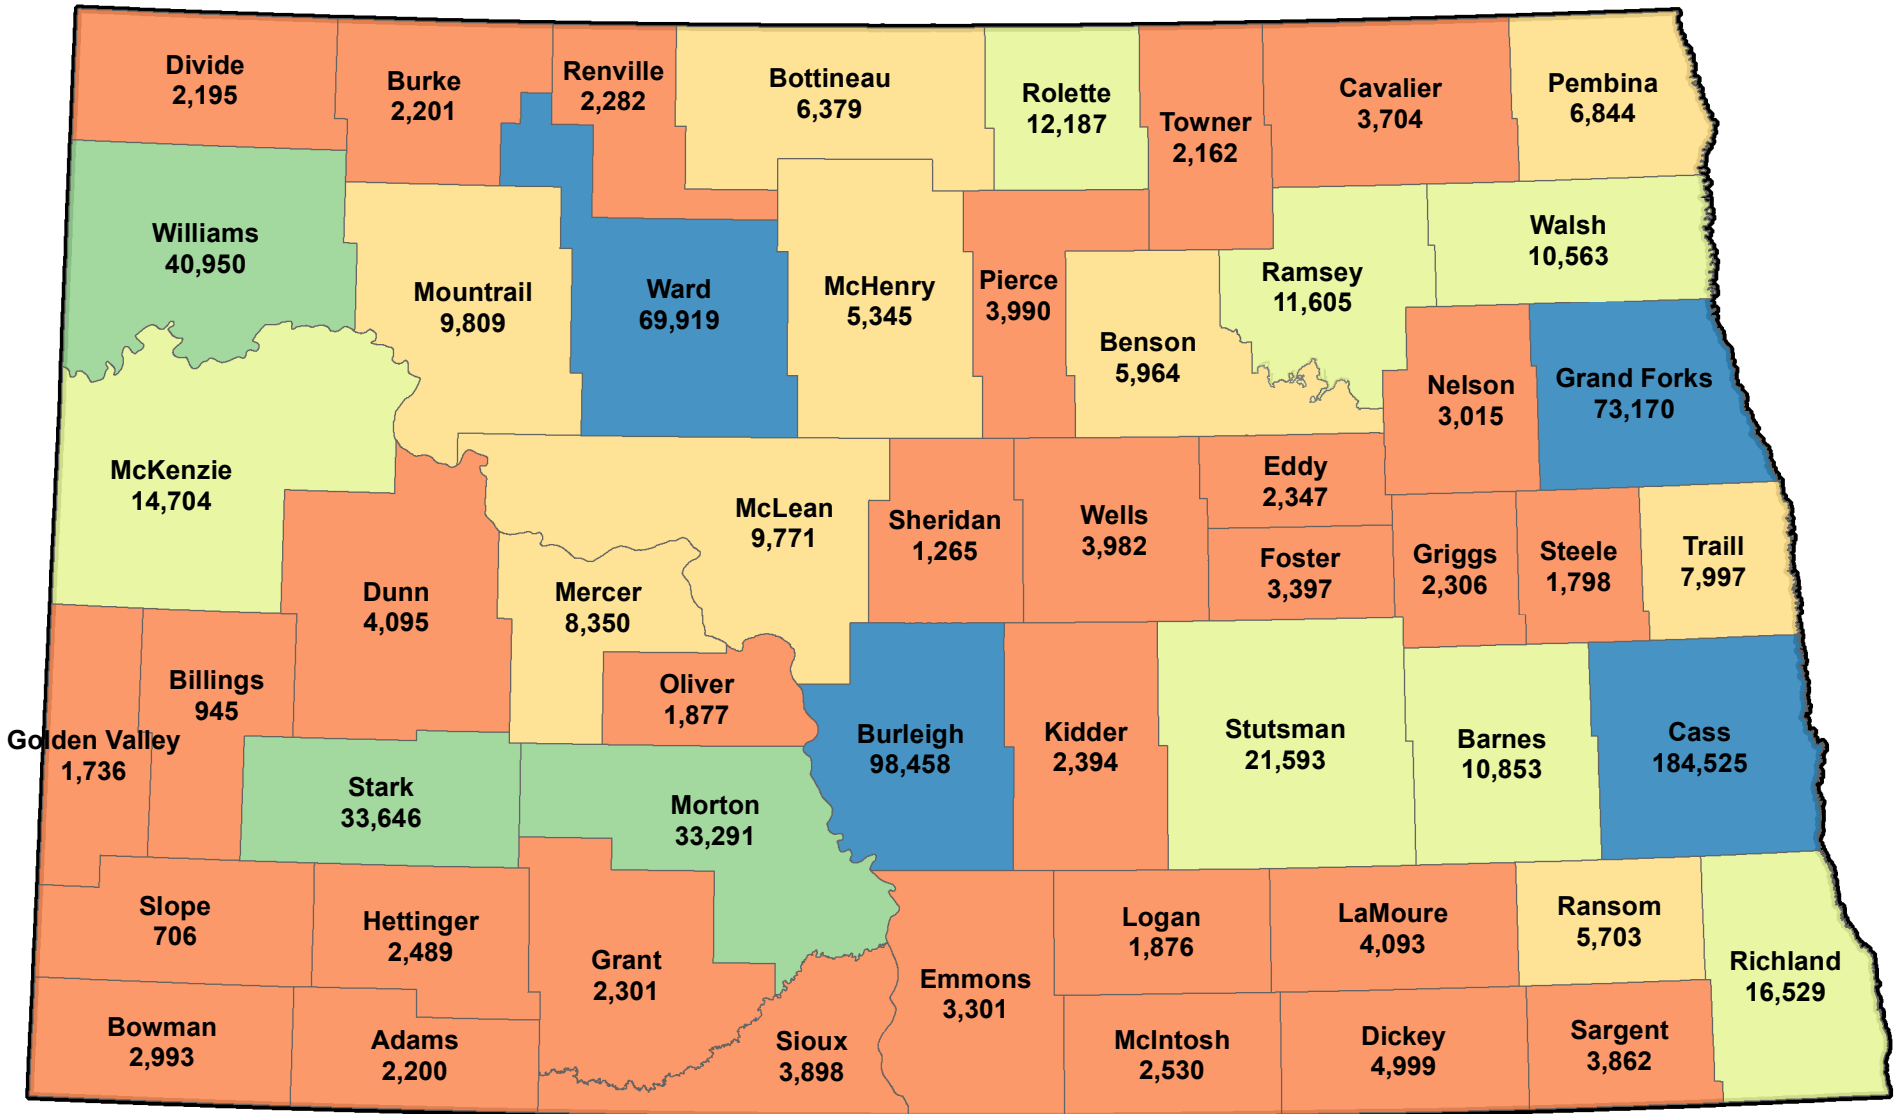 Divide
2,195
Burke
2,201
Renville
2,282
Bottineau
6,379
Rolette
12,187
Towner
2,162
Cavalier
3,704
Pembina
6,844
Williams
40,950
Mountrail
9,809
Ward
69,919
McHenry
5,345
Pierce
3,990
Benson
5,964
Ramsey
11,605
Walsh
10,563
Nelson
3,015
Grand Forks
73,170
McKenzie
14,704
Dunn
4,095
Mercer
8,350
McLean
9,771
Sheridan
1,265
Wells
3,982
Eddy
2,347
Foster
3,397
Griggs
2,306
Steele
1,798
Traill
7,997
Golden Valley
1,736
Billings
945
Oliver
1,877
Burleigh
98,458
Kidder
2,394
Stutsman
21,593
Barnes
10,853
Cass
184,525
Stark
33,646
Morton
33,291
Slope
706
Hettinger
2,489
Grant
2,301
Emmons
3,301
Logan
1,876
LaMoure
4,093
Ransom
5,703
Richland
16,529
Bowman
2,993
Adams
2,200
Sioux
3,898
McIntosh
2,530
Dickey
4,999
Sargent
3,862